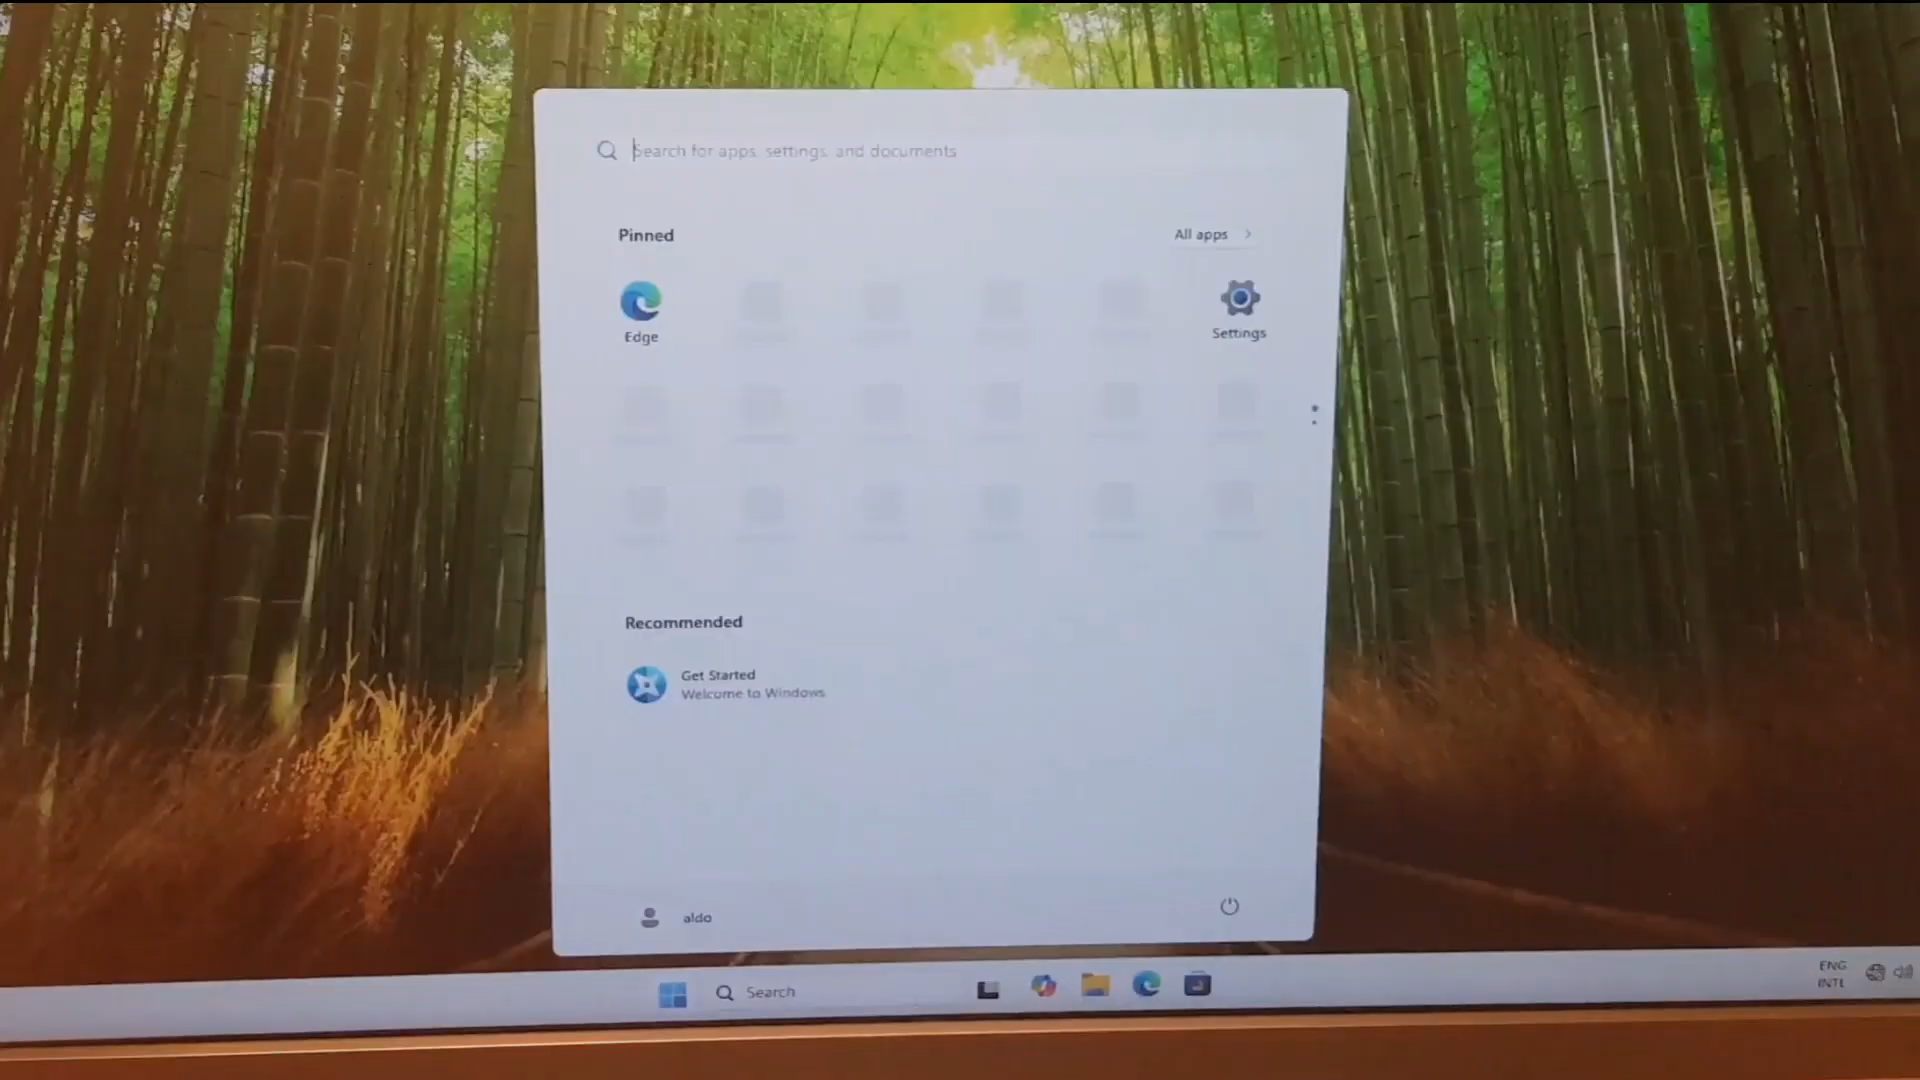 Search for apps, settings, and documents
Pinned
All apps
Edge
Settings
Recommended
Get Started
Welcome to Windows
aldo
Search
ENG
INTL